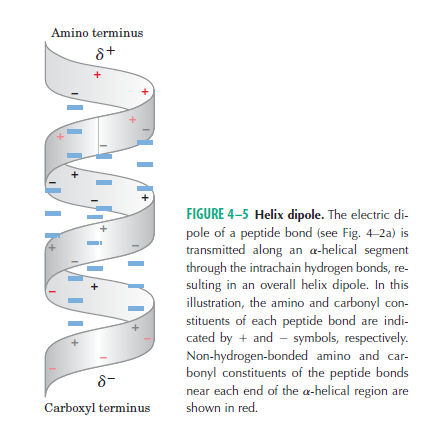 Amino terminus
δ+
δ−
Carboxyl terminus
FIGURE 4–5 Helix dipole. The electric di-
pole of a peptide bond (see Fig. 4–2a) is
transmitted along an α-helical segment
through the intrachain hydrogen bonds, re-
sulting in an overall helix dipole. In this
illustration, the amino and carbonyl con-
stituents of each peptide bond are indi-
cated by + and − symbols, respectively.
Non-hydrogen-bonded amino and car-
bonyl constituents of the peptide bonds
near each end of the α-helical region are
shown in red.